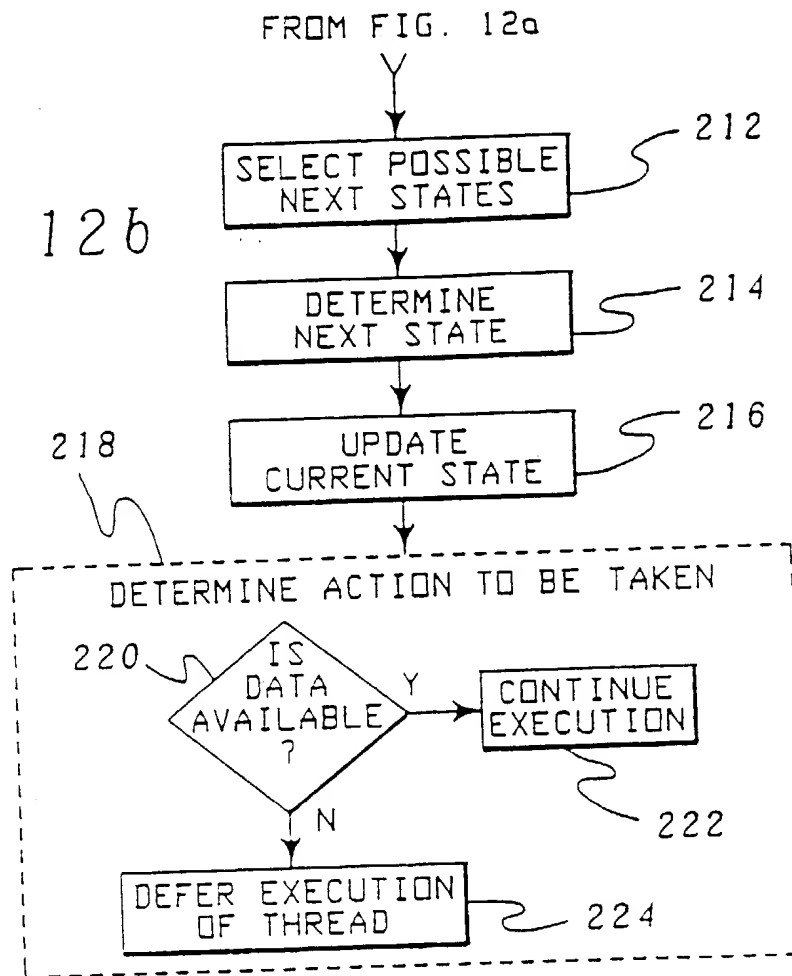 FROM FIG. 12a
Y
212
SELECT POSSIBLE
NEXT STATES
12b
214
DETERMINE
NEXT STATE
216
UPDATE
CURRENT STATE
218
DETERMINE ACTION TO BE TAKEN
220
IS
DATA
AVAILABLE
?
Y
CONTINUE
EXECUTION
222
N
DEFER EXECUTION
OF THREAD
224